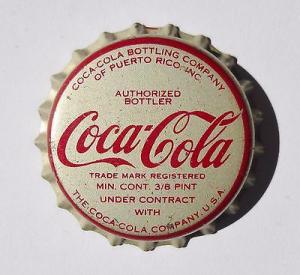 COCA-COLA BOTTLING COMPANY
OF PUERTO RICO, INC.
AUTHORIZED
BOTTLER
Coca-Cola
TRADE MARK REGISTERED
MIN. CONT. 3/8 PINT
UNDER CONTRACT
WITH
THE COCA-COLA COMPANY, U.S.A.